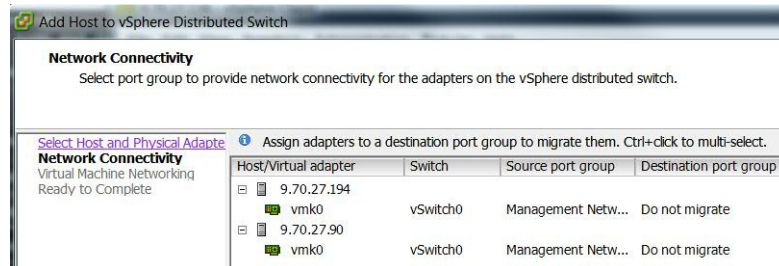 Add Host to vSphere Distributed Switch
Network Connectivity
Select port group to provide network connectivity for the adapters on the vSphere distributed switch.
Select Host and Physical Adapte
Network Connectivity
Virtual Machine Networking
Ready to Complete
Assign adapters to a destination port group to migrate them. Ctrl+click to multi-select.
Host/Virtual adapter Switch Source port group Destination port group
9.70.27.194
vmk0 vSwitch0 Management Netw... Do not migrate
9.70.27.90
vmk0 vSwitch0 Management Netw... Do not migrate